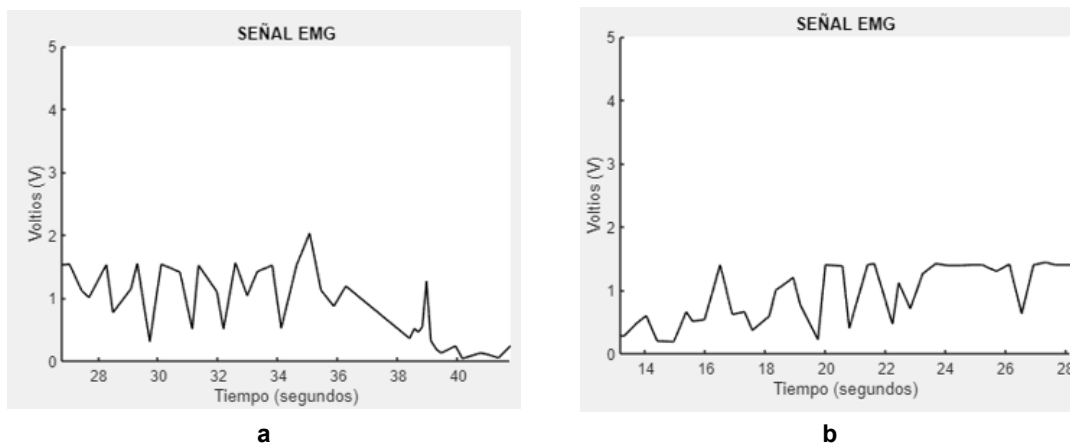 SEÑAL EMG
5
4
3
2
1
0
Voltios (V)
28 30 32 34 36 38 40
Tiempo (segundos)
a
SEÑAL EMG
5
4
3
2
1
0
Voltios (V)
14 16 18 20 22 24 26 28
Tiempo (segundos)
b